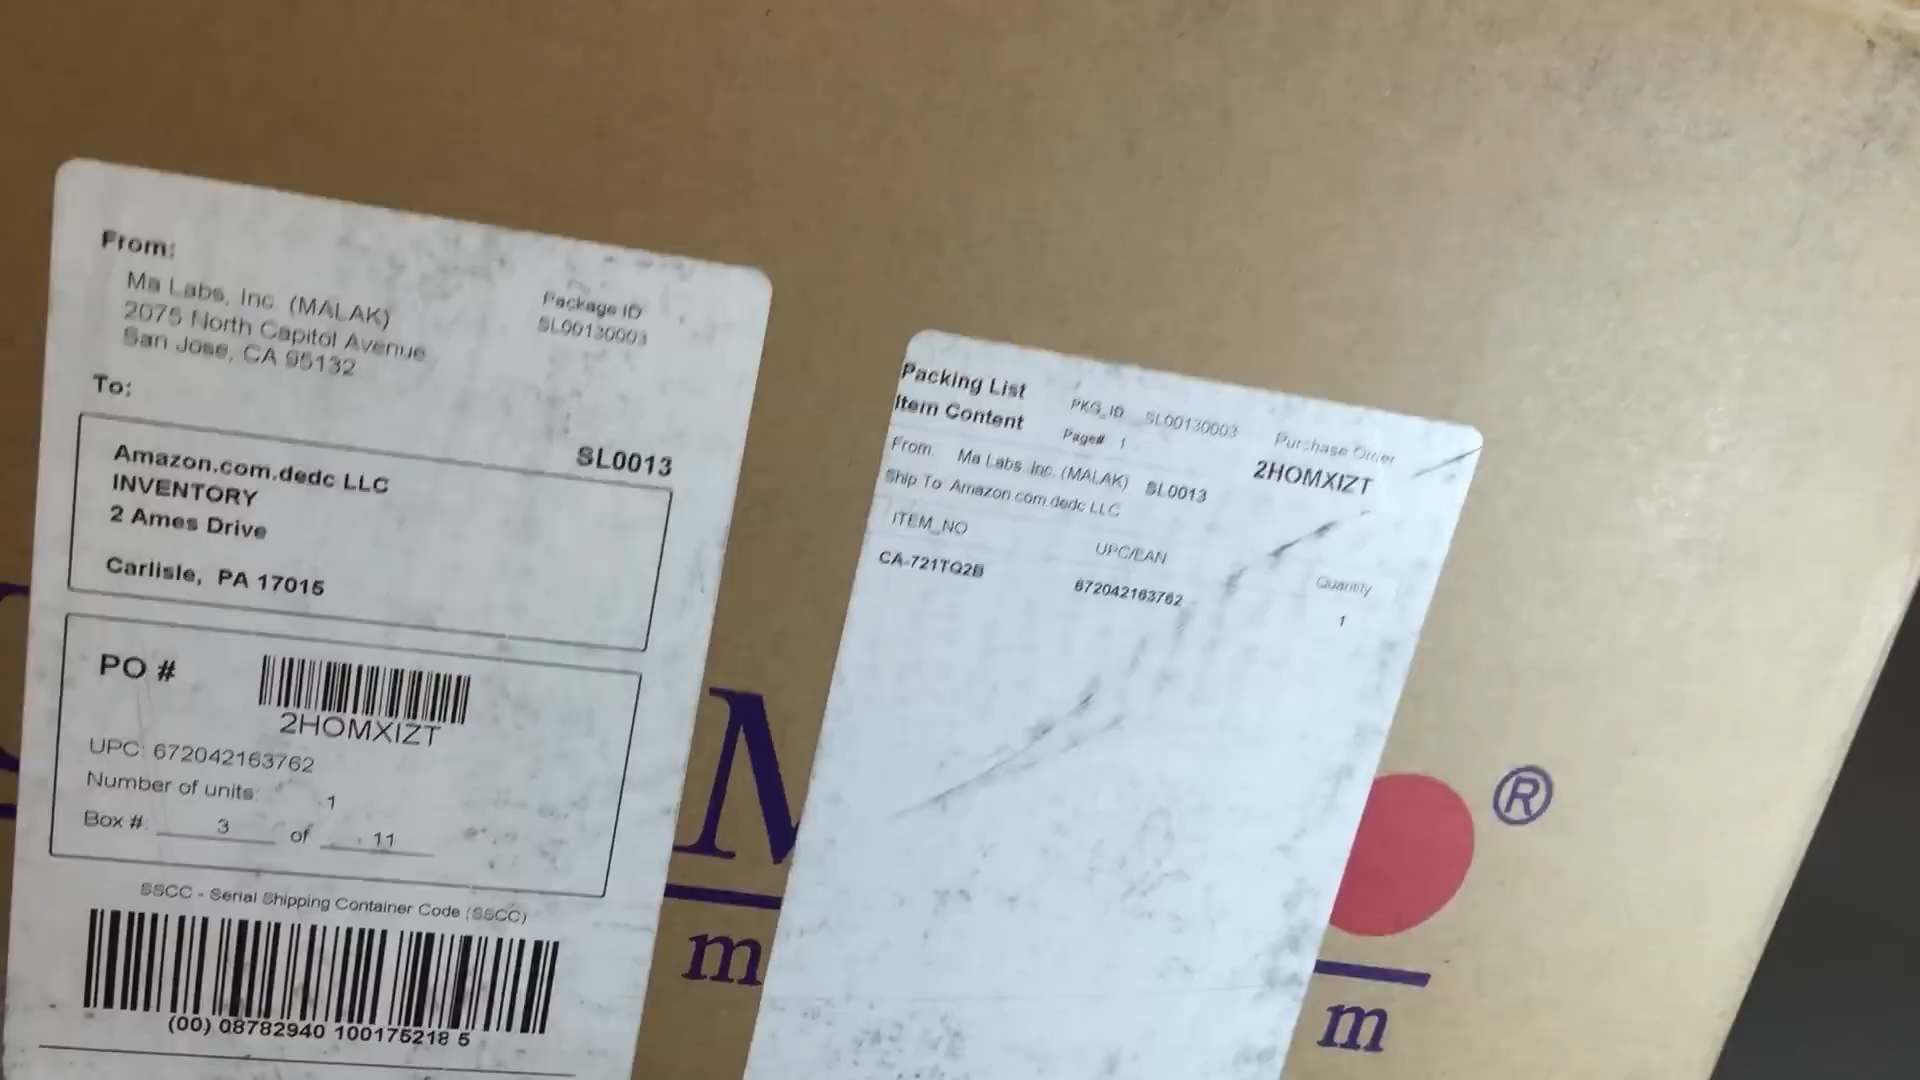 From:
Ma Labs, Inc. (MALAK)
2075 North Capitol Avenue
San Jose, CA 95132
Package ID
SL00130003
To:
SL0013
Amazon.com.dedc LLC
INVENTORY
2 Ames Drive
Carlisle, PA 17015
PO #
2HOMXIZT
UPC: 672042163762
Number of units: 1
Box #: 3 of 11
SSCC - Serial Shipping Container Code (SSCC)
(00) 08782940 100175218 5
Packing List
Item Content
PKG_ID SL00130003
Page# 1
Purchase Order
2HOMXIZT
From: Ma Labs, Inc. (MALAK) SL0013
Ship To Amazon.com.dedc LLC
ITEM_NO UPC/EAN Quantity
CA-721TQ2B 672042163762 1
M ®
m m